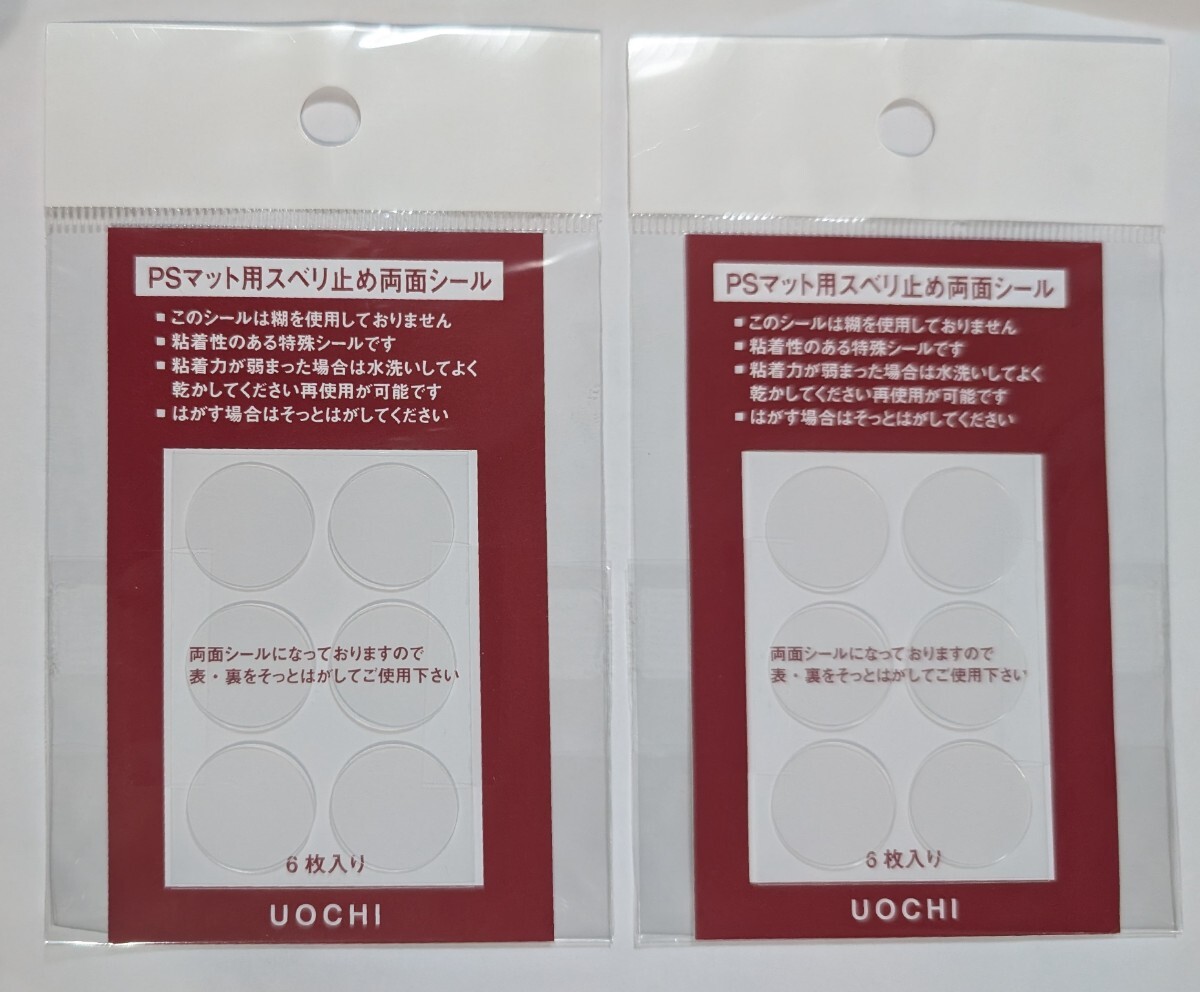 PSマット用スベリ止め両面シール
■ このシールは糊を使用しておりません
■ 粘着性のある特殊シールです
■ 粘着力が弱まった場合は水洗いしてよく
乾かしてください再使用が可能です
■ はがす場合はそっとはがしてください
両面シールになっておりますので
表・裏をそっとはがしてご使用下さい
6枚入り
UOCHI
PSマット用スベリ止め両面シール
■ このシールは糊を使用しておりません
■ 粘着性のある特殊シールです
■ 粘着力が弱まった場合は水洗いしてよく
乾かしてください再使用が可能です
■ はがす場合はそっとはがしてください
両面シールになっておりますので
表・裏をそっとはがしてご使用下さい
6枚入り
UOCHI